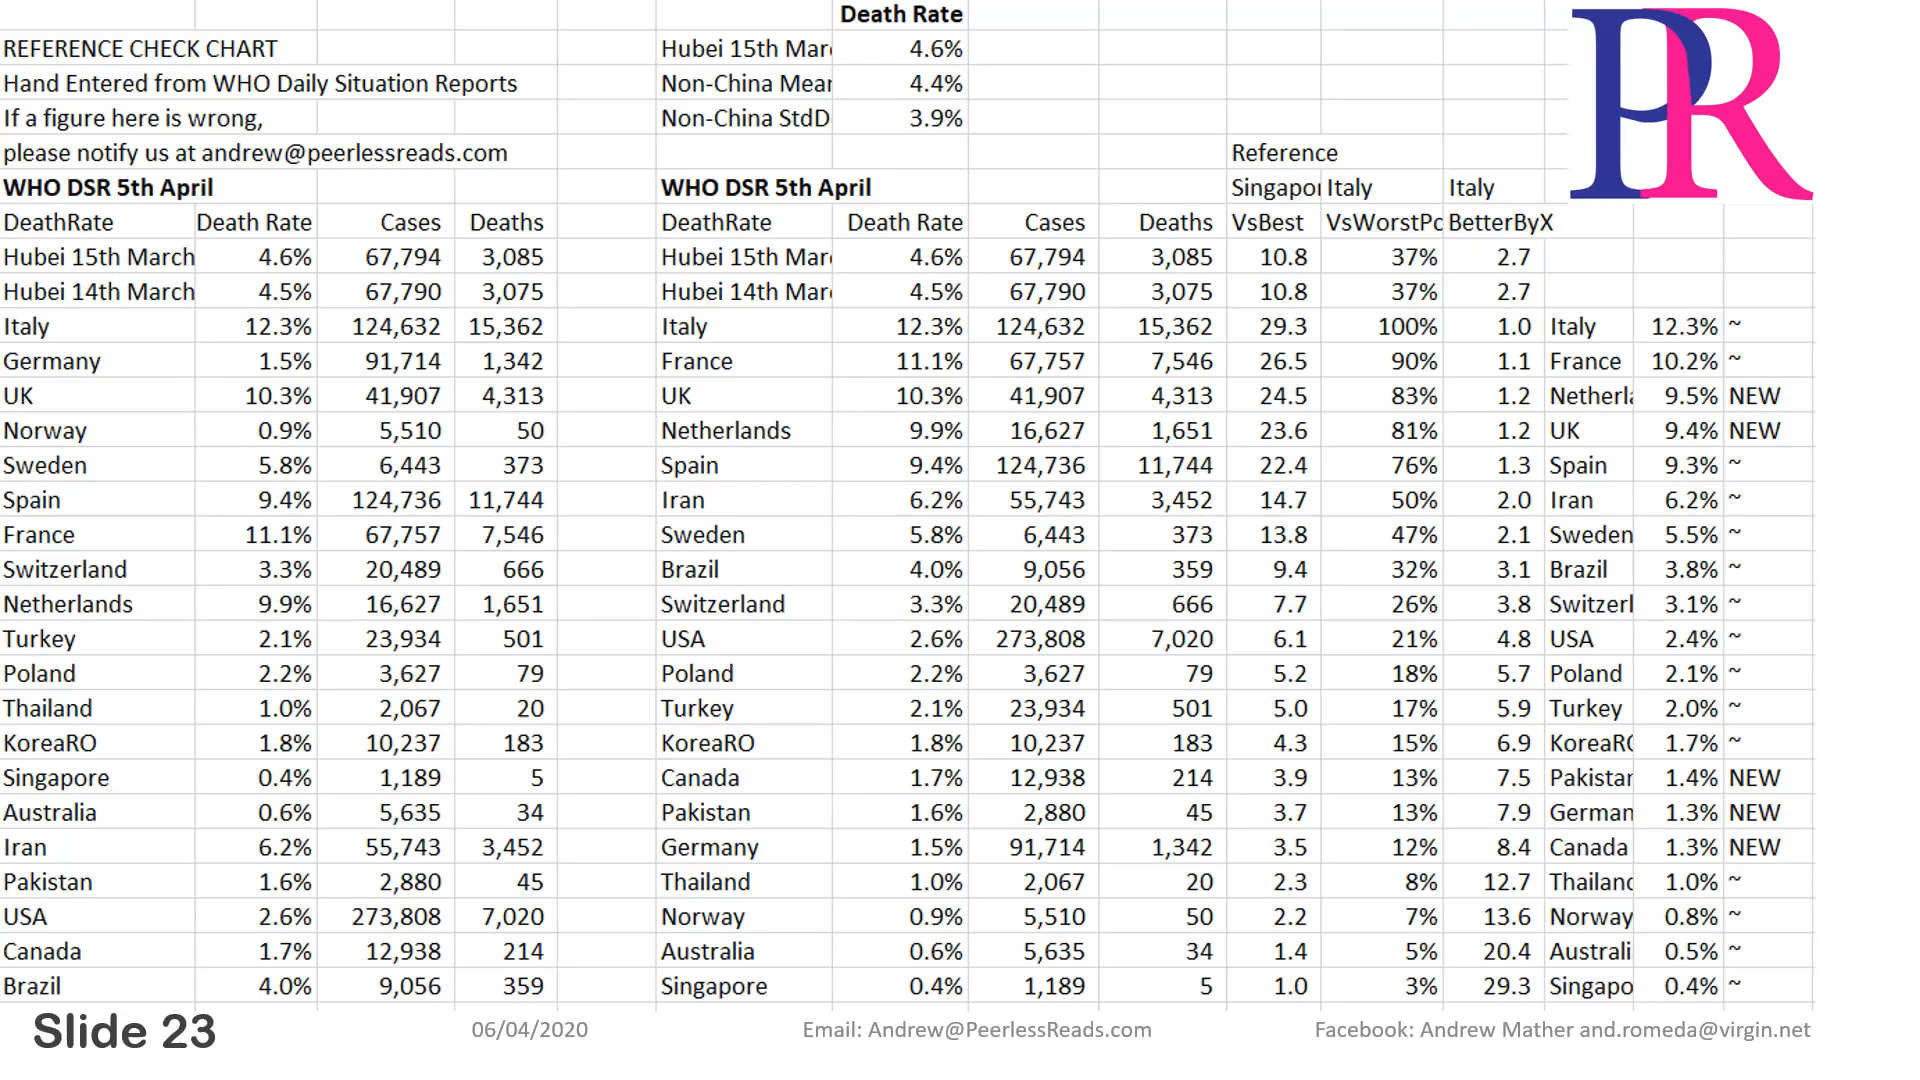 Death Rate
REFERENCE CHECK CHART Hubei 15th Mar 4.6%
Hand Entered from WHO Daily Situation Reports Non-China Mear 4.4%
If a figure here is wrong, Non-China StdD 3.9%
please notify us at andrew@peerlessreads.com Reference
WHO DSR 5th April WHO DSR 5th April Singapor Italy Italy
DeathRate Death Rate Cases Deaths DeathRate Death Rate Cases Deaths VsBest VsWorstPc BetterByX
Hubei 15th March 4.6% 67,794 3,085 Hubei 15th Mar 4.6% 67,794 3,085 10.8 37% 2.7
Hubei 14th March 4.5% 67,790 3,075 Hubei 14th Mar 4.5% 67,790 3,075 10.8 37% 2.7
Italy 12.3% 124,632 15,362 Italy 12.3% 124,632 15,362 29.3 100% 1.0 Italy 12.3% ~
Germany 1.5% 91,714 1,342 France 11.1% 67,757 7,546 26.5 90% 1.1 France 10.2% ~
UK 10.3% 41,907 4,313 UK 10.3% 41,907 4,313 24.5 83% 1.2 Netherla 9.5% NEW
Norway 0.9% 5,510 50 Netherlands 9.9% 16,627 1,651 23.6 81% 1.2 UK 9.4% NEW
Sweden 5.8% 6,443 373 Spain 9.4% 124,736 11,744 22.4 76% 1.3 Spain 9.3% ~
Spain 9.4% 124,736 11,744 Iran 6.2% 55,743 3,452 14.7 50% 2.0 Iran 6.2% ~
France 11.1% 67,757 7,546 Sweden 5.8% 6,443 373 13.8 47% 2.1 Sweden 5.5% ~
Switzerland 3.3% 20,489 666 Brazil 4.0% 9,056 359 9.4 32% 3.1 Brazil 3.8% ~
Netherlands 9.9% 16,627 1,651 Switzerland 3.3% 20,489 666 7.7 26% 3.8 Switzerl 3.1% ~
Turkey 2.1% 23,934 501 USA 2.6% 273,808 7,020 6.1 21% 4.8 USA 2.4% ~
Poland 2.2% 3,627 79 Poland 2.2% 3,627 79 5.2 18% 5.7 Poland 2.1% ~
Thailand 1.0% 2,067 20 Turkey 2.1% 23,934 501 5.0 17% 5.9 Turkey 2.0% ~
KoreaRO 1.8% 10,237 183 KoreaRO 1.8% 10,237 183 4.3 15% 6.9 KoreaRO 1.7% ~
Singapore 0.4% 1,189 5 Canada 1.7% 12,938 214 3.9 13% 7.5 Pakistan 1.4% NEW
Australia 0.6% 5,635 34 Pakistan 1.6% 2,880 45 3.7 13% 7.9 German 1.3% NEW
Iran 6.2% 55,743 3,452 Germany 1.5% 91,714 1,342 3.5 12% 8.4 Canada 1.3% NEW
Pakistan 1.6% 2,880 45 Thailand 1.0% 2,067 20 2.3 8% 12.7 Thailand 1.0% ~
USA 2.6% 273,808 7,020 Norway 0.9% 5,510 50 2.2 7% 13.6 Norway 0.8% ~
Canada 1.7% 12,938 214 Australia 0.6% 5,635 34 1.4 5% 20.4 Australi 0.5% ~
Brazil 4.0% 9,056 359 Singapore 0.4% 1,189 5 1.0 3% 29.3 Singapo 0.4% ~
Slide 23 06/04/2020 Email: Andrew@PeerlessReads.com Facebook: Andrew Mather and.romeda@virgin.net
PR